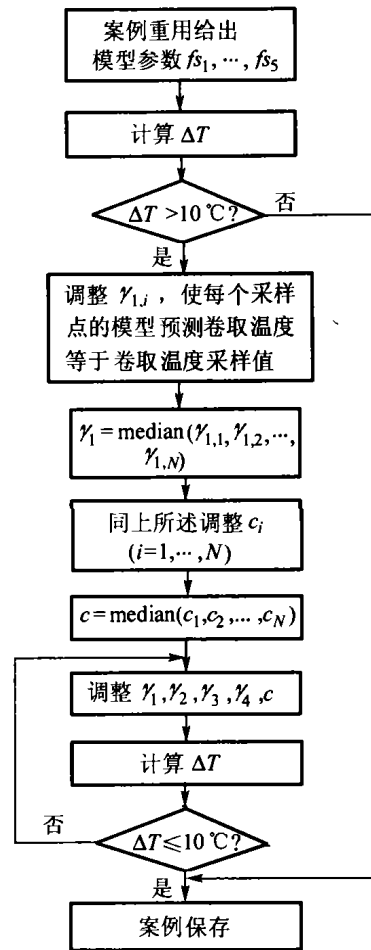 案例重用给出
模型参数 fs₁,…,fs₅
计算 ΔT
ΔT>10℃?
否
是
调整 γ₁,ᵢ，使每个采样
点的模型预测卷取温度
等于卷取温度采样值
γ₁=median(γ₁,₁,γ₁,₂,…,
γ₁,N)
同上所述调整 cᵢ
(i=1,…,N)
c=median(c₁,c₂,…,cN)
调整 γ₁,γ₂,γ₃,γ₄,c
计算 ΔT
否
ΔT≤10℃?
是
案例保存